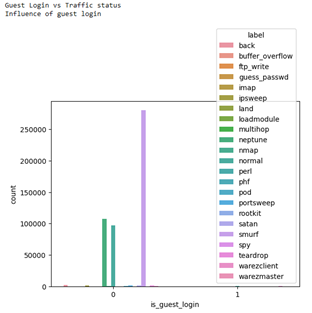 Guest Login vs Traffic status
Influence of guest login
label
back
buffer_overflow
ftp_write
guess_passwd
imap
ipsweep
land
loadmodule
multihop
neptune
nmap
normal
perl
phf
pod
portsweep
rootkit
satan
smurf
spy
teardrop
warezclient
warezmaster
250000
200000
150000
100000
50000
0
count
0
1
is_guest_login